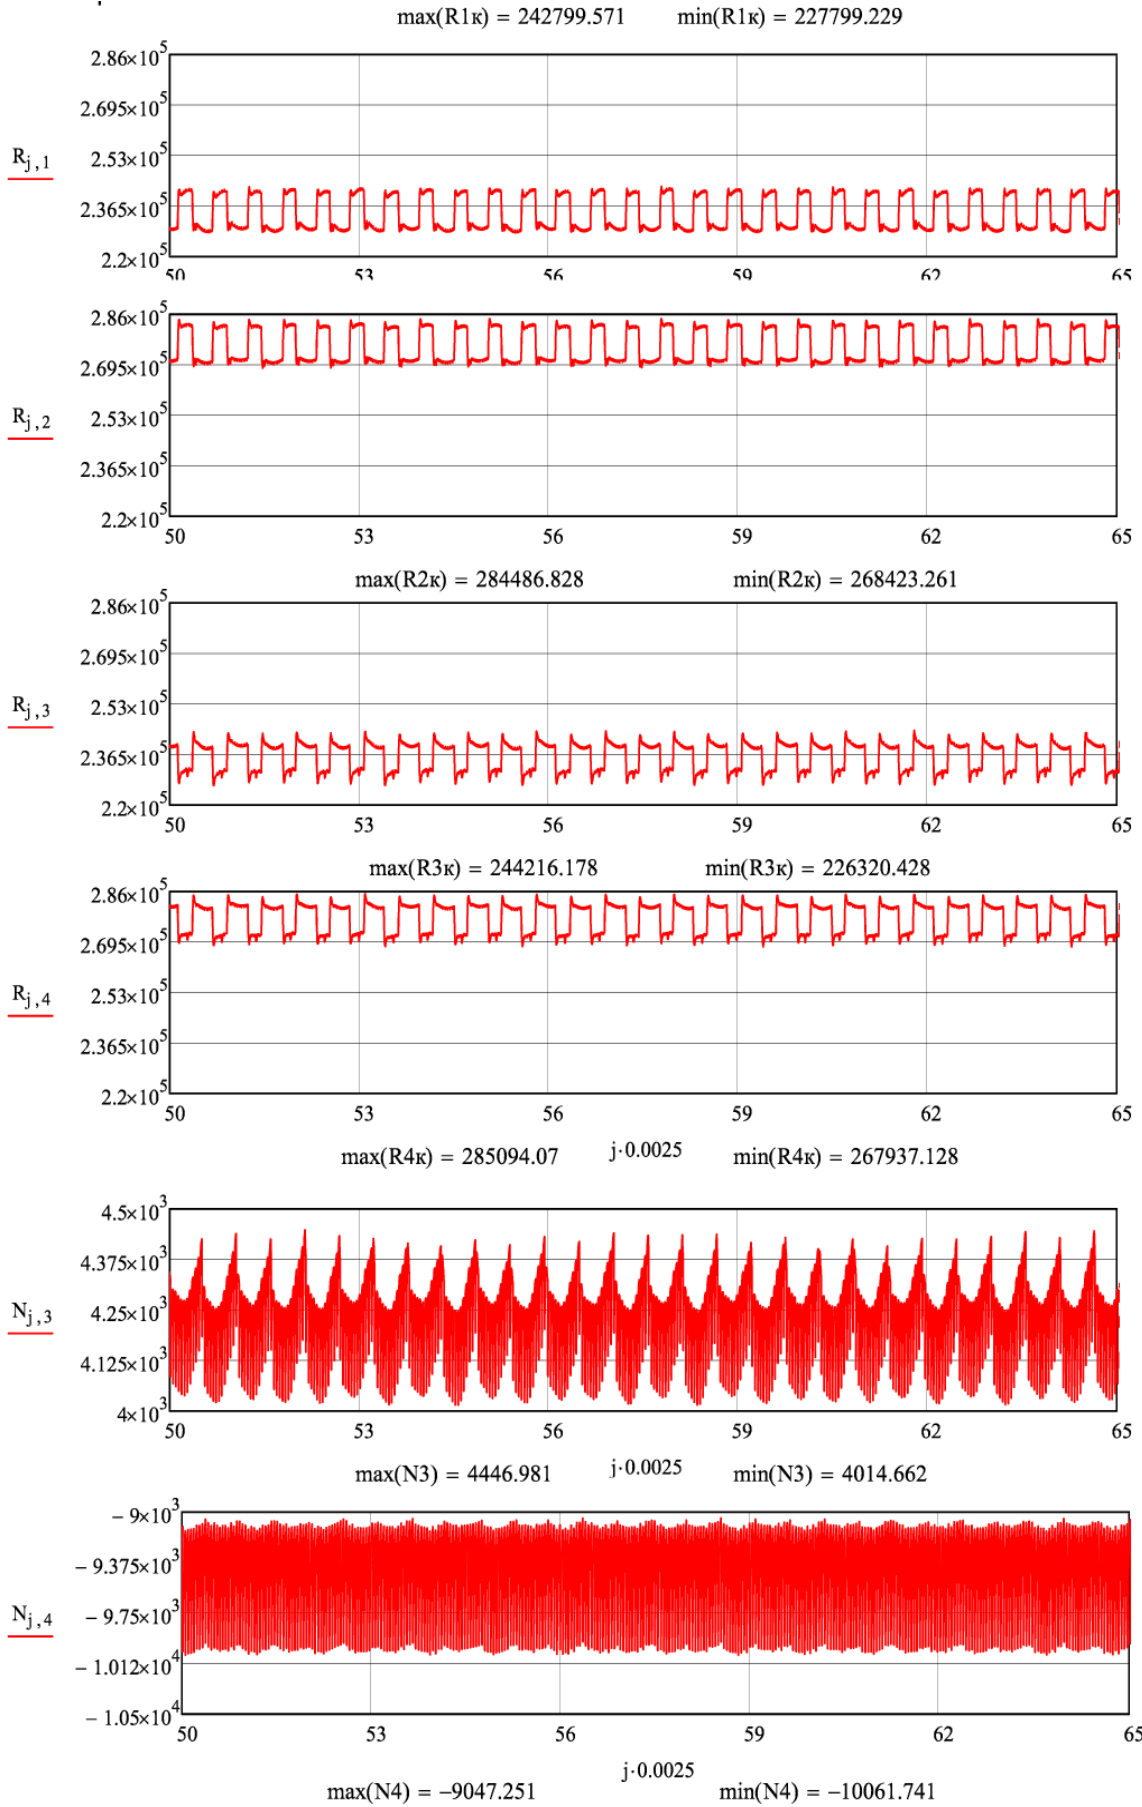 max(R1к) = 242799.571 min(R1к) = 227799.229
2.86×10^5
2.695×10^5
2.53×10^5
2.365×10^5
2.2×10^5
R j,1
50 53 56 59 62 65
2.86×10^5
2.695×10^5
2.53×10^5
2.365×10^5
2.2×10^5
R j,2
50 53 56 59 62 65
max(R2к) = 284486.828 min(R2к) = 268423.261
2.86×10^5
2.695×10^5
2.53×10^5
2.365×10^5
2.2×10^5
R j,3
50 53 56 59 62 65
max(R3к) = 244216.178 min(R3к) = 226320.428
2.86×10^5
2.695×10^5
2.53×10^5
2.365×10^5
2.2×10^5
R j,4
50 53 56 59 62 65
j·0.0025
max(R4к) = 285094.07 min(R4к) = 267937.128
4.5×10^3
4.375×10^3
4.25×10^3
4.125×10^3
4×10^3
N j,3
50 53 56 59 62 65
j·0.0025
max(N3) = 4446.981 min(N3) = 4014.662
− 9×10^3
− 9.375×10^3
− 9.75×10^3
− 1.012×10^4
− 1.05×10^4
N j,4
50 53 56 59 62 65
j·0.0025
max(N4) = −9047.251 min(N4) = −10061.741